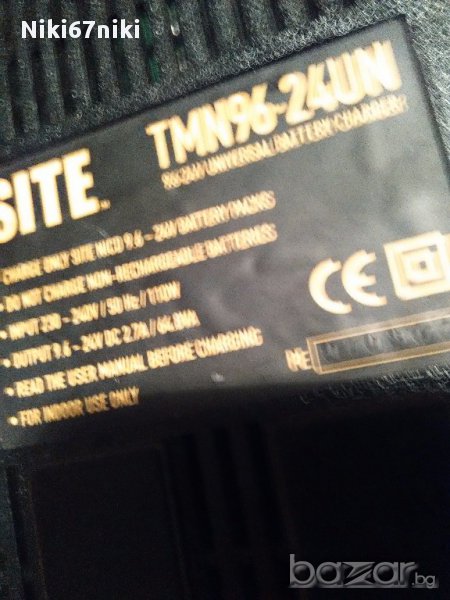 Niki67niki
SITE.
TMN96-24UNI
9.6-24V UNIVERSAL BATTERY CHARGER
• CHARGE ONLY SITE NICD 9.6 - 24V BATTERY PACKS
• DO NOT CHARGE NON-RECHARGEABLE BATTERIES
• INPUT 230 - 240V / 50 Hz / 110W
• OUTPUT 9.6 - 24V DC 2.7A / 64.8VA
• READ THE USER MANUAL BEFORE CHARGING
• FOR INDOOR USE ONLY
CE
bazar.bg